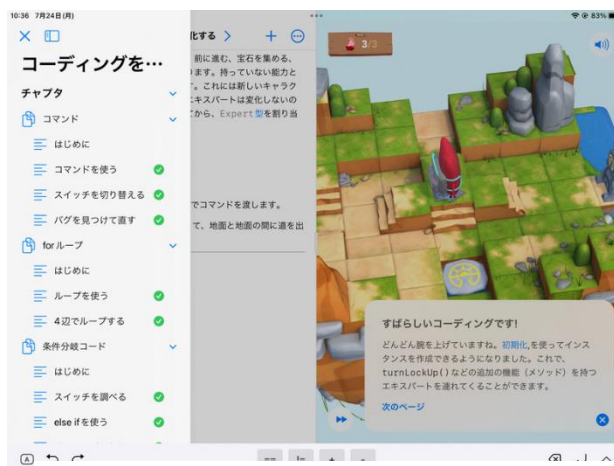 10:36 7月24日(月)
83%
化する
コーディングを…
チャプタ
コマンド
はじめに
コマンドを使う
スイッチを切り替える
バグを見つけて直す
for ループ
はじめに
ループを使う
4辺でループする
条件分岐コード
はじめに
スイッチを調べる
else if を使う
前に進む、宝石を集める、
ります。持っていない能力と
。これには新しいキャラク
エキスパートは変化しないの
から、Expert型を割り当
でコマンドを渡します。
て、地面と地面の間に道を出
3/3
すばらしいコーディングです!
どんどん腕を上げていますね。初期化,を使ってインス
タンスを作成できるようになりました。これで、
turnLockUp()などの追加の機能（メソッド）を持つ
エキスパートを連れてくることができます。
次のページ
A
== != + -